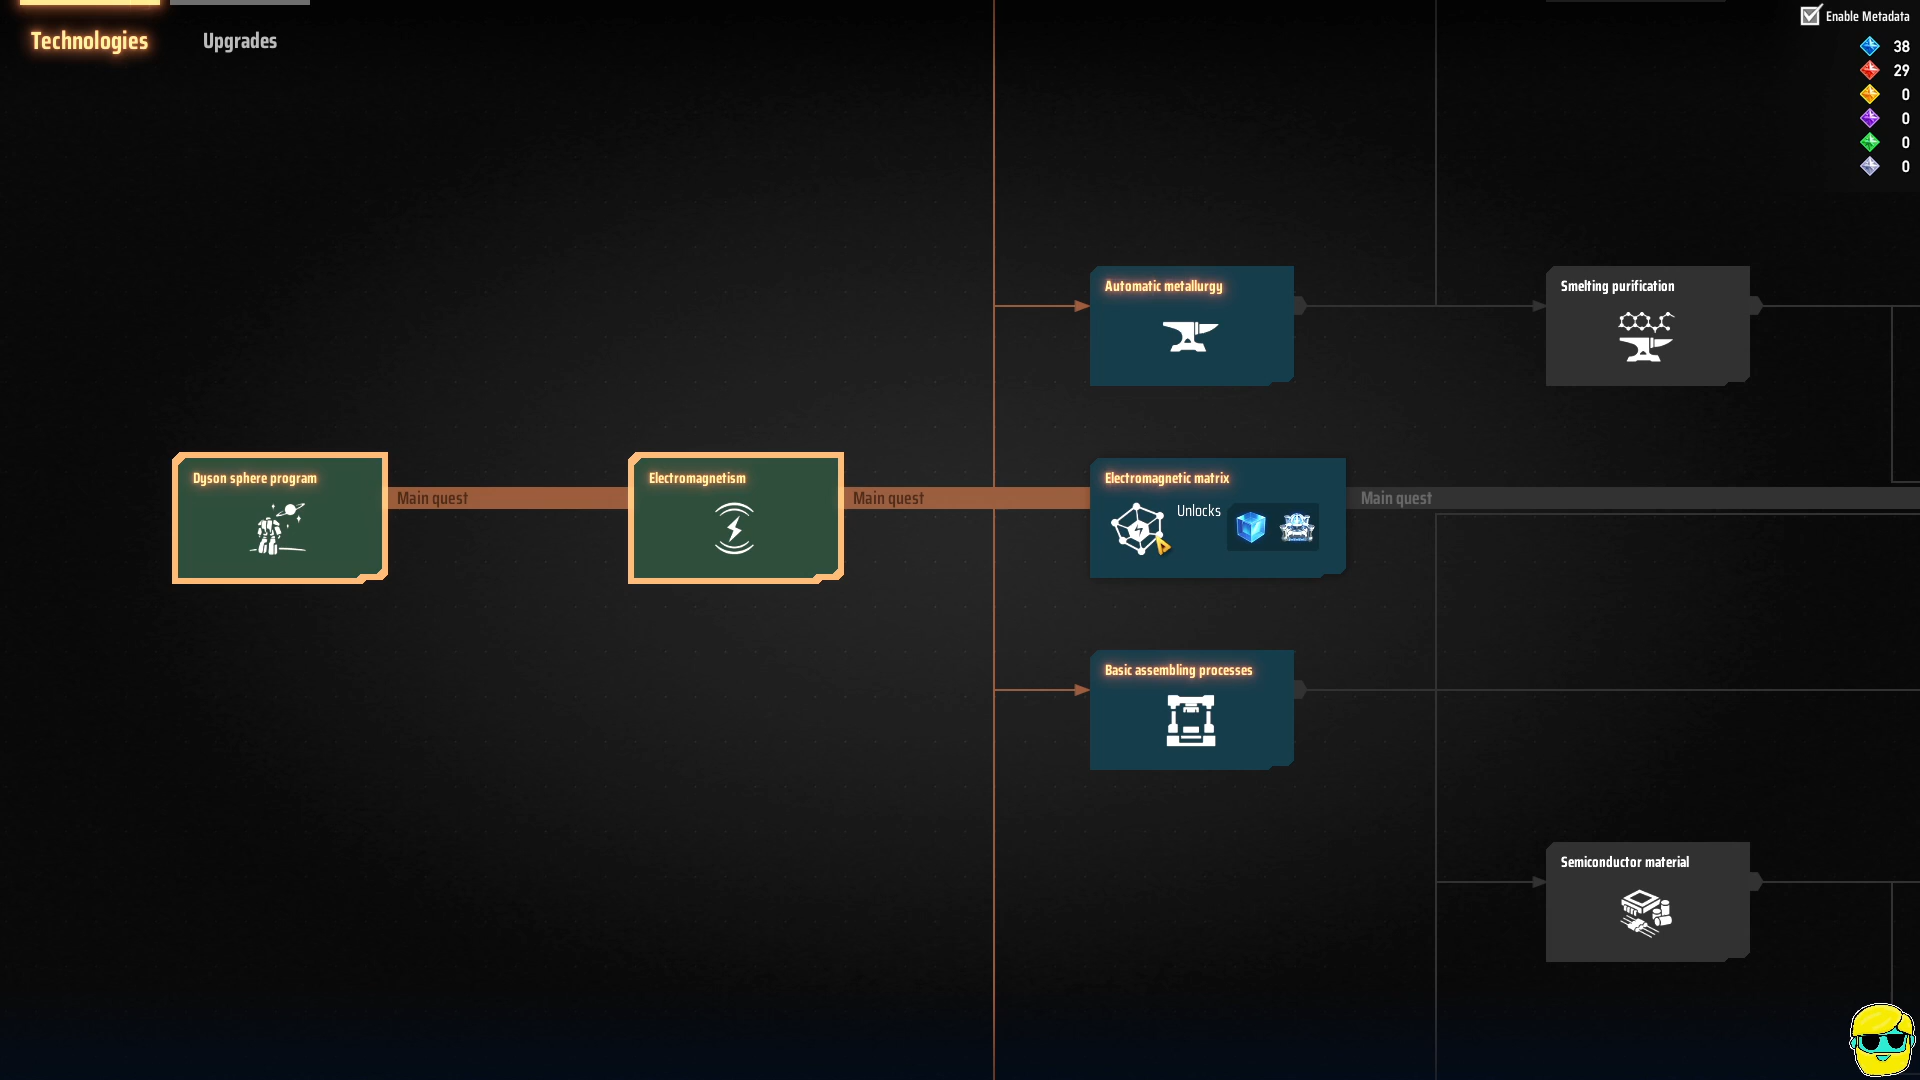 Technologies
Upgrades
Enable Metadata
38
29
0
0
0
0
Automatic metallurgy
Smelting purification
Dyson sphere program
Main quest
Electromagnetism
Main quest
Electromagnetic matrix
Unlocks
Main quest
Basic assembling processes
Semiconductor material